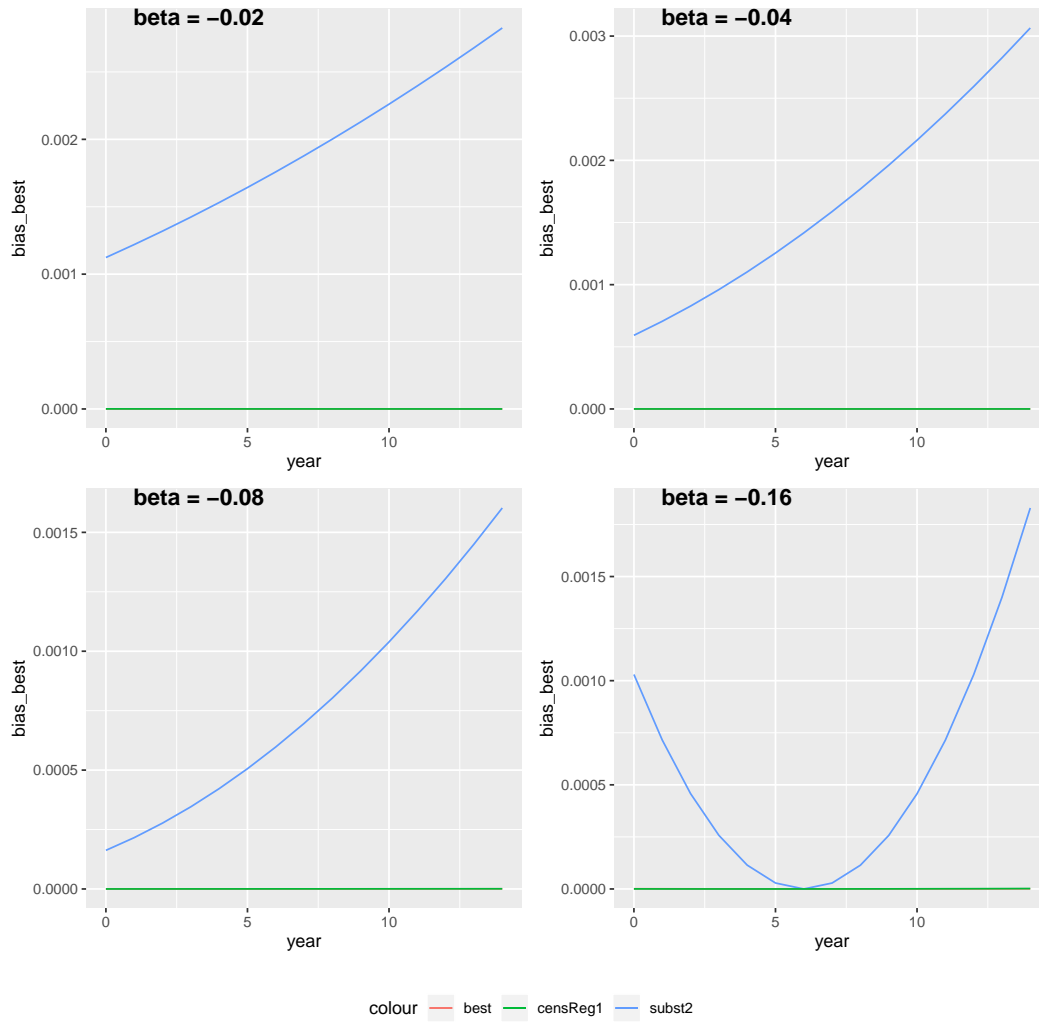 beta = −0.02
0.002
0.001
0.000
bias_best
0 5 10
year
beta = −0.04
0.003
0.002
0.001
0.000
bias_best
0 5 10
year
beta = −0.08
0.0015
0.0010
0.0005
0.0000
bias_best
0 5 10
year
beta = −0.16
0.0015
0.0010
0.0005
0.0000
bias_best
0 5 10
year
colour best censReg1 subst2